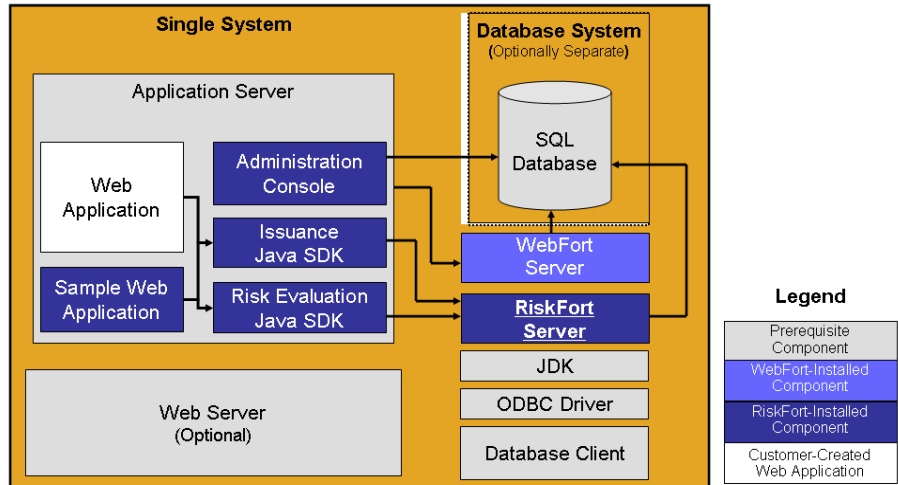 Single System
Database System
(Optionally Separate)
Application Server
SQL
Database
Web
Application
Administration
Console
Issuance
Java SDK
WebFort
Server
Sample Web
Application
Risk Evaluation
Java SDK
RiskFort
Server
JDK
ODBC Driver
Database Client
Web Server
(Optional)
Legend
Prerequisite
Component
WebFort-Installed
Component
RiskFort-Installed
Component
Customer-Created
Web Application